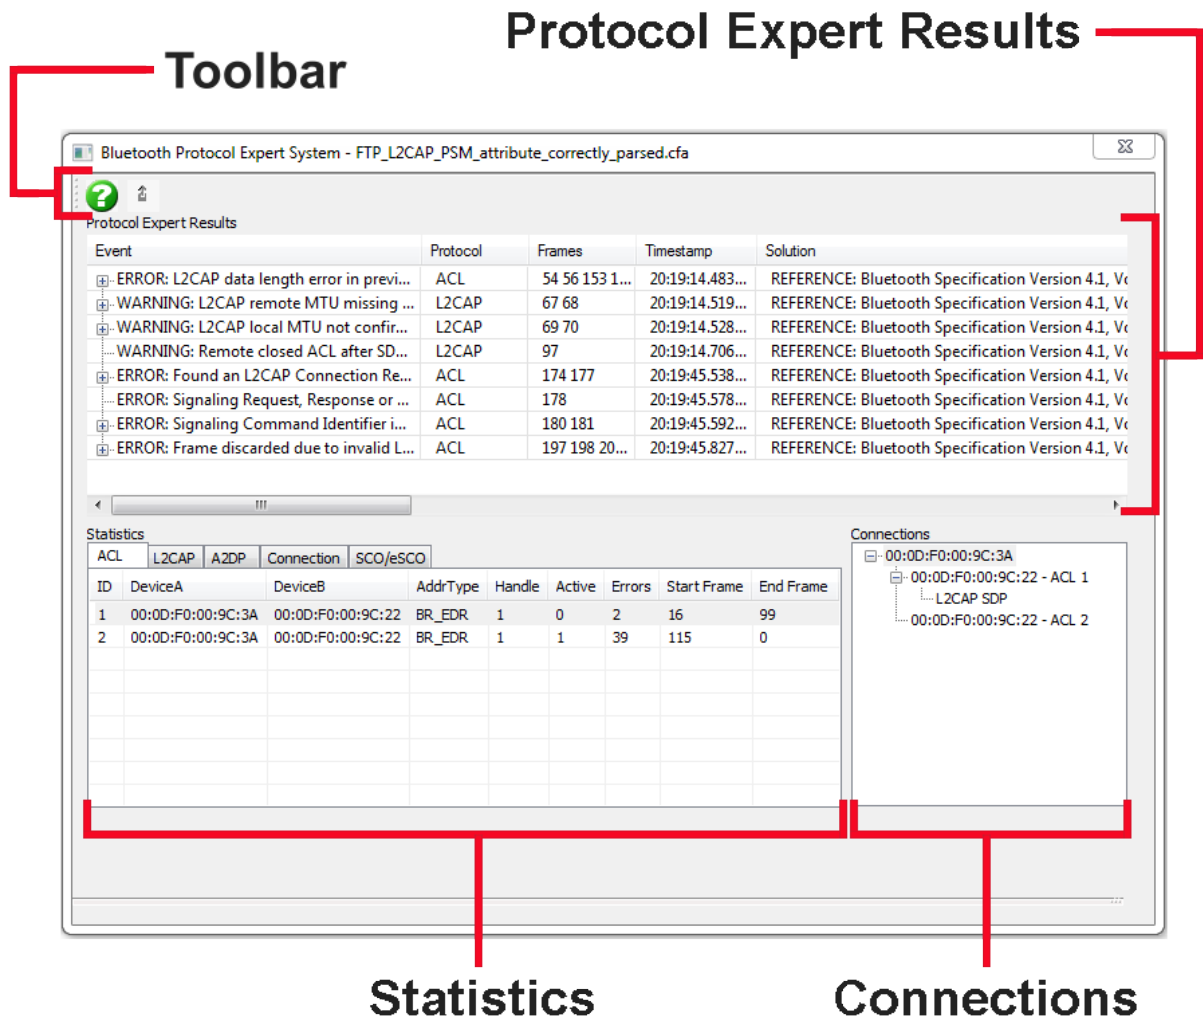 Protocol Expert Results
Toolbar
Bluetooth Protocol Expert System - FTP_L2CAP_PSM_attribute_correctly_parsed.cfa
Protocol Expert Results
Event Protocol Frames Timestamp Solution
ERROR: L2CAP data length error in previ... ACL 54 56 153 1... 20:19:14.483... REFERENCE: Bluetooth Specification Version 4.1, Vo
WARNING: L2CAP remote MTU missing ... L2CAP 67 68 20:19:14.519... REFERENCE: Bluetooth Specification Version 4.1, Vo
WARNING: L2CAP local MTU not confir... L2CAP 69 70 20:19:14.528... REFERENCE: Bluetooth Specification Version 4.1, Vo
WARNING: Remote closed ACL after SD... L2CAP 97 20:19:14.706... REFERENCE: Bluetooth Specification Version 4.1, Vo
ERROR: Found an L2CAP Connection Re... ACL 174 177 20:19:45.538... REFERENCE: Bluetooth Specification Version 4.1, Vo
ERROR: Signaling Request, Response or ... ACL 178 20:19:45.578... REFERENCE: Bluetooth Specification Version 4.1, Vo
ERROR: Signaling Command Identifier i... ACL 180 181 20:19:45.592... REFERENCE: Bluetooth Specification Version 4.1, Vo
ERROR: Frame discarded due to invalid L... ACL 197 198 20... 20:19:45.827... REFERENCE: Bluetooth Specification Version 4.1, Vo
Statistics
ACL L2CAP A2DP Connection SCO/eSCO
ID DeviceA DeviceB AddrType Handle Active Errors Start Frame End Frame
1 00:0D:F0:00:9C:3A 00:0D:F0:00:9C:22 BR_EDR 1 0 2 16 99
2 00:0D:F0:00:9C:3A 00:0D:F0:00:9C:22 BR_EDR 1 1 39 115 0
Connections
00:0D:F0:00:9C:3A
00:0D:F0:00:9C:22 - ACL 1
L2CAP SDP
00:0D:F0:00:9C:22 - ACL 2
Statistics
Connections